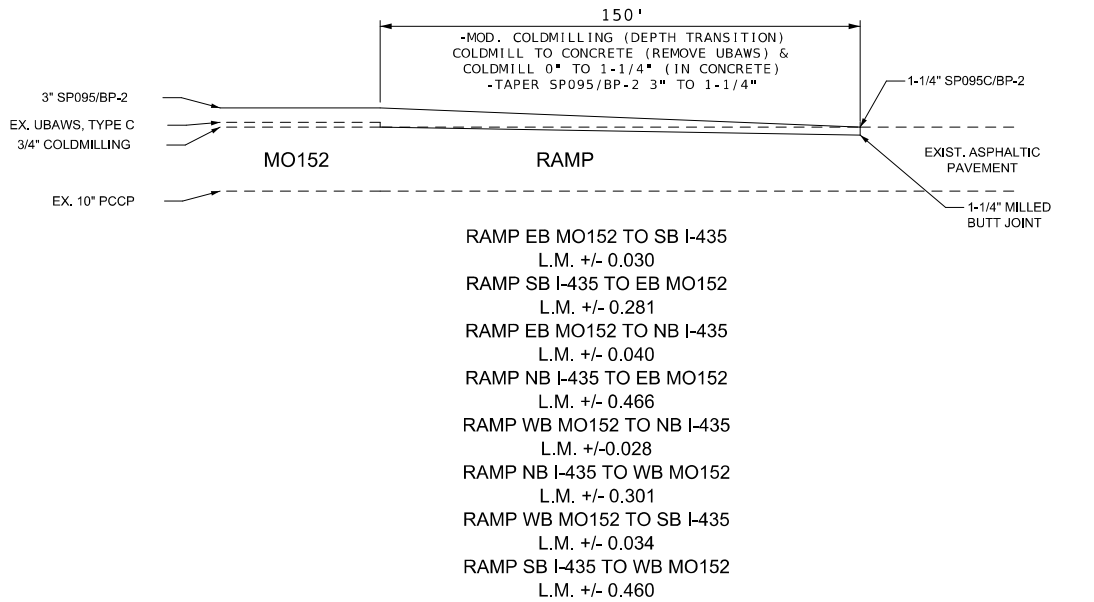 150'
-MOD. COLDMILLING (DEPTH TRANSITION)
COLDMILL TO CONCRETE (REMOVE UBAWS) &
COLDMILL 0" TO 1-1/4" (IN CONCRETE)
-TAPER SP095/BP-2 3" TO 1-1/4"
3" SP095/BP-2
EX. UBAWS, TYPE C
3/4" COLDMILLING
EX. 10" PCCP
MO152
RAMP
1-1/4" SP095C/BP-2
EXIST. ASPHALTIC
PAVEMENT
1-1/4" MILLED
BUTT JOINT
RAMP EB MO152 TO SB I-435
L.M. +/- 0.030
RAMP SB I-435 TO EB MO152
L.M. +/- 0.281
RAMP EB MO152 TO NB I-435
L.M. +/- 0.040
RAMP NB I-435 TO EB MO152
L.M. +/- 0.466
RAMP WB MO152 TO NB I-435
L.M. +/-0.028
RAMP NB I-435 TO WB MO152
L.M. +/- 0.301
RAMP WB MO152 TO SB I-435
L.M. +/- 0.034
RAMP SB I-435 TO WB MO152
L.M. +/- 0.460